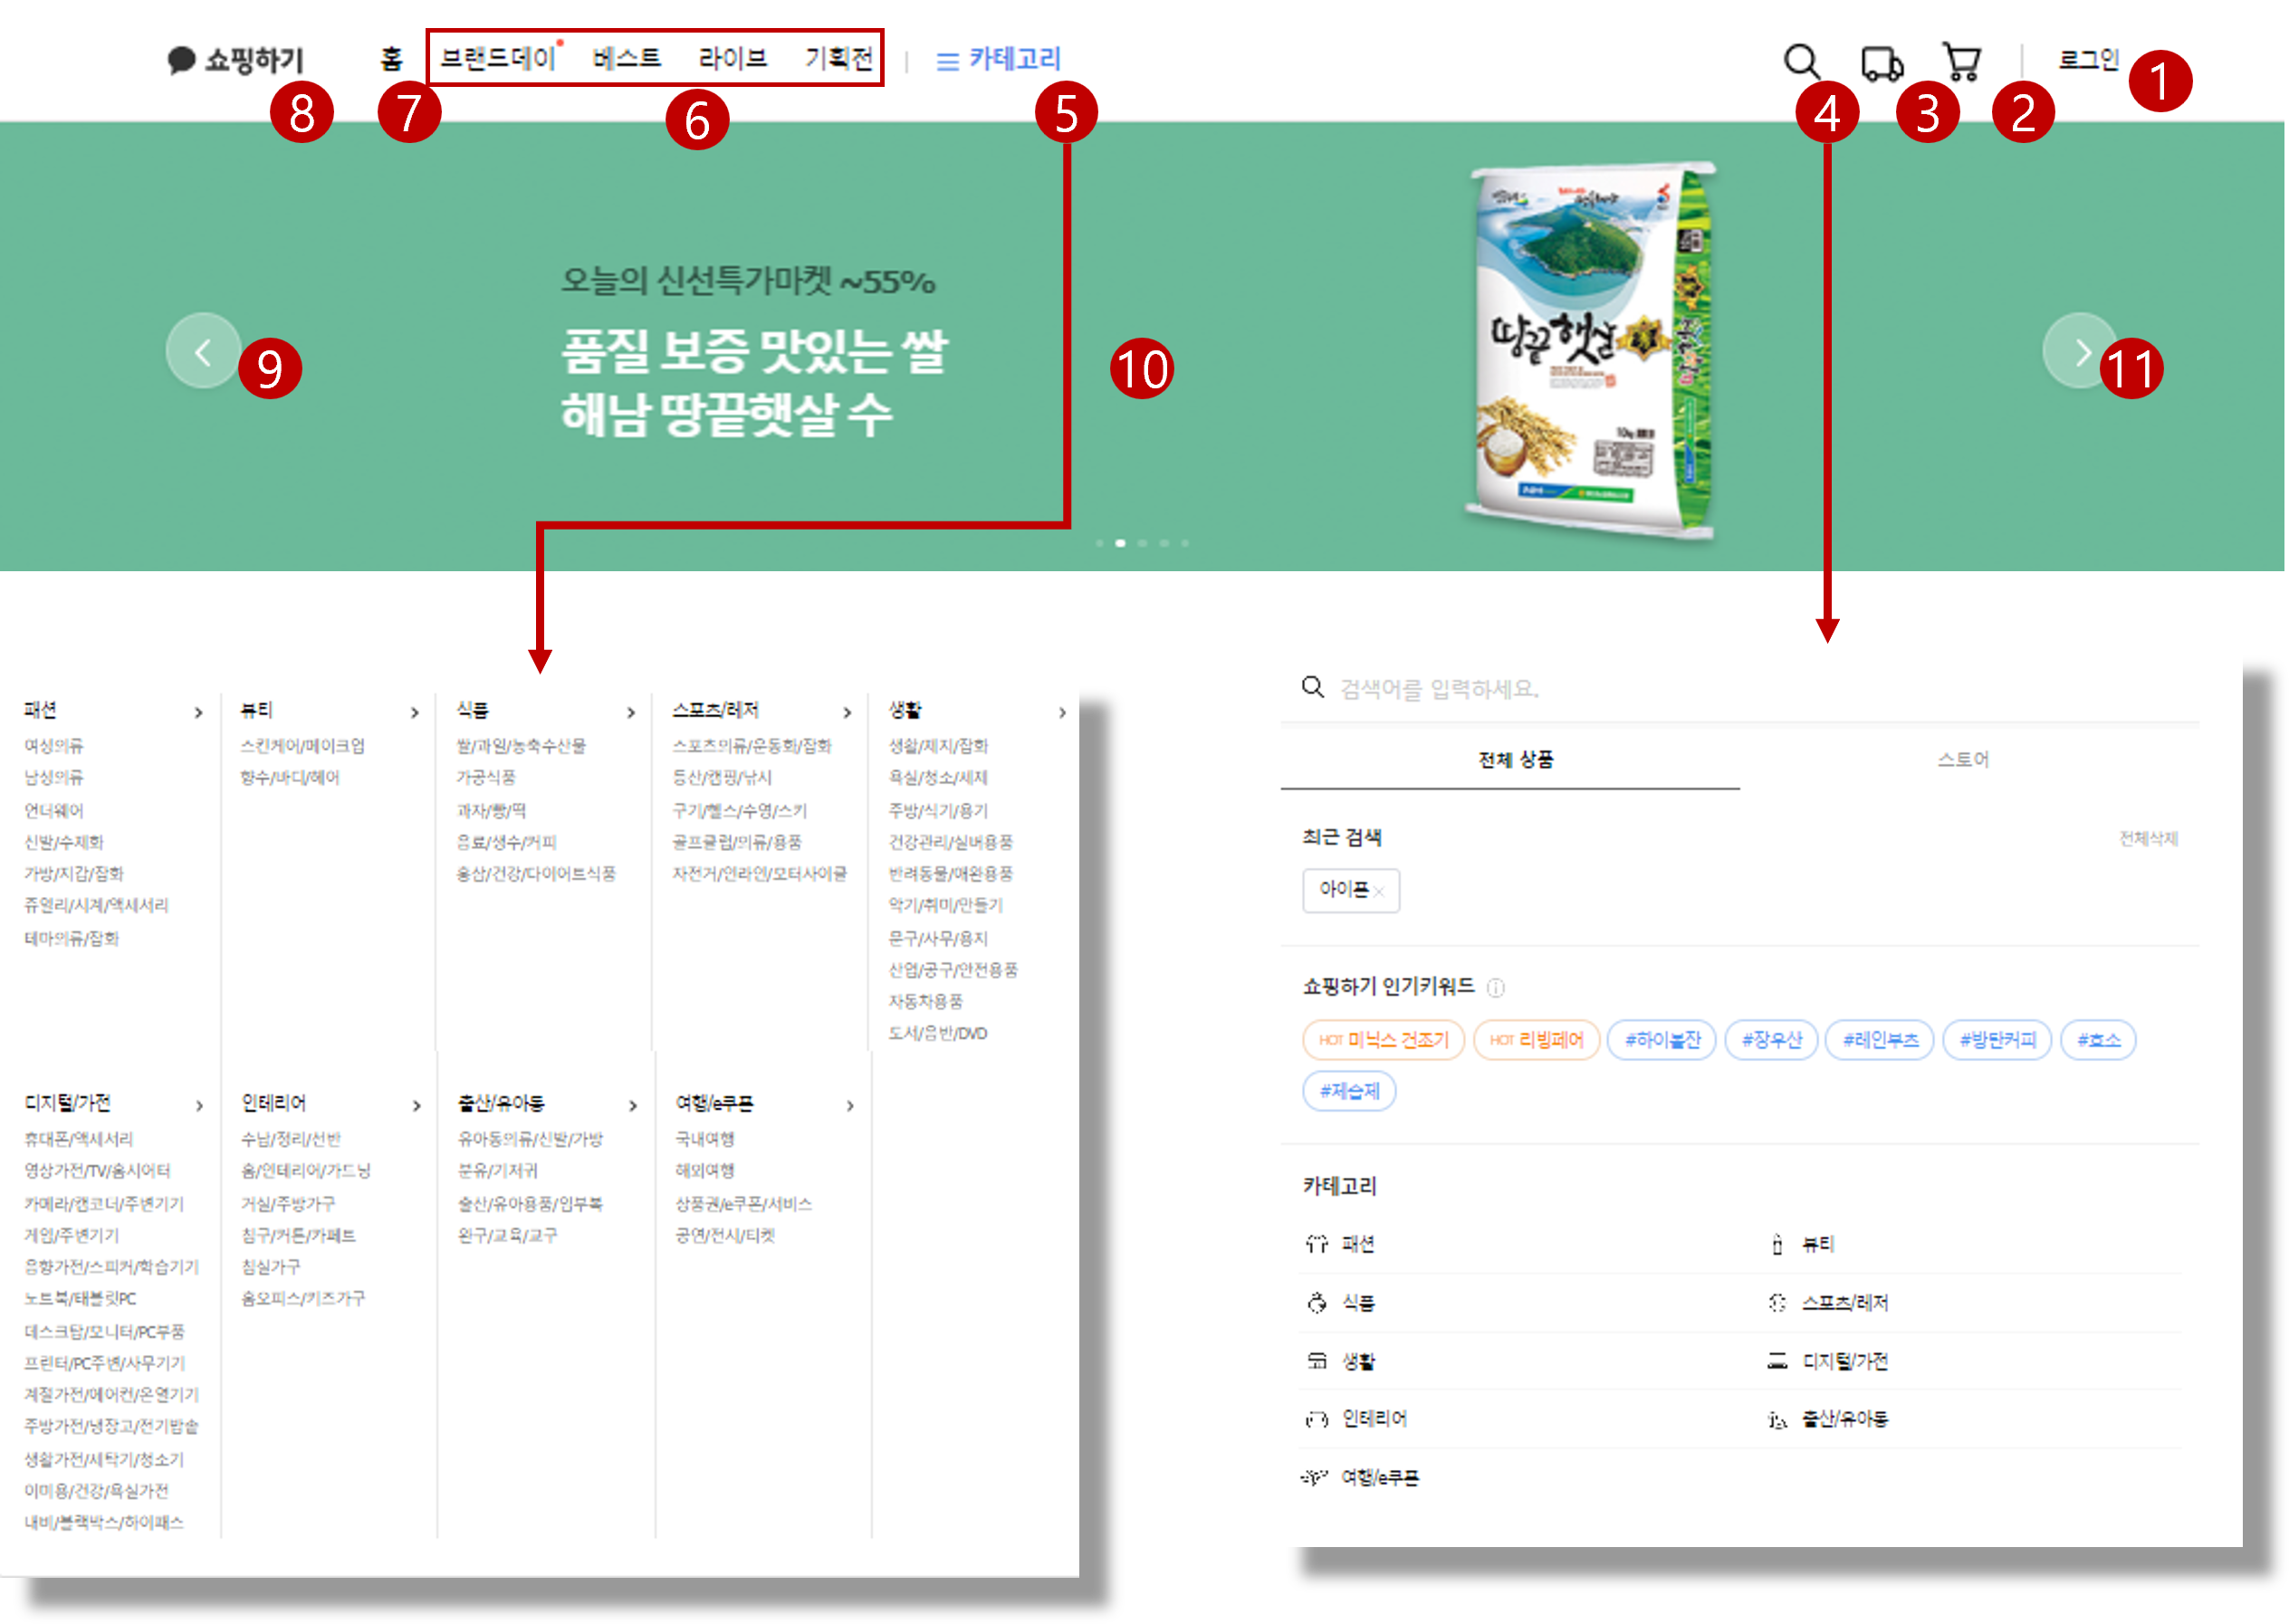 쇼핑하기 홈 브랜드데이 베스트 라이브 기획전 | 카테고리 로그인
8 7 6 5 4 3 2 1
오늘의 신선특가마켓 ~55%
품질 보증 맛있는 쌀
해남 땅끝햇살 수
9 10 11
땅끝햇살
10kg
패션
여성의류
남성의류
언더웨어
신발/수제화
가방/지갑/잡화
쥬얼리/시계/액세서리
테마의류/잡화
뷰티
스킨케어/메이크업
향수/바디/헤어
식품
쌀/과일/농축수산물
가공식품
과자/빵/떡
음료/생수/커피
홍삼/건강/다이어트식품
스포츠/레저
스포츠의류/운동화/잡화
등산/캠핑/낚시
구기/헬스/수영/스키
골프클럽/의류/용품
자전거/인라인/모터사이클
생활
생활/제지/잡화
욕실/청소/세제
주방/식기/용기
건강관리/실버용품
반려동물/애완용품
악기/취미/만들기
문구/사무/용지
산업/공구/안전용품
자동차용품
도서/음반/DVD
디지털/가전
휴대폰/액세서리
영상가전/TV/홈시어터
카메라/캠코더/주변기기
게임/주변기기
음향가전/스피커/학습기기
노트북/태블릿PC
데스크탑/모니터/PC부품
프린터/PC주변/사무기기
계절가전/에어컨/온열기기
주방가전/냉장고/전기밥솥
생활가전/세탁기/청소기
이미용/건강/욕실가전
내비/블랙박스/하이패스
인테리어
수납/정리/선반
홈/인테리어/가드닝
거실/주방가구
침구/커튼/카페트
침실가구
홈오피스/키즈가구
출산/유아동
유아동의류/신발/가방
분유/기저귀
출산/유아용품/임부복
완구/교육/교구
여행/e쿠폰
국내여행
해외여행
상품권/e쿠폰/서비스
공연/전시/티켓
검색어를 입력하세요.
전체 상품 스토어
최근 검색 전체삭제
아이폰
쇼핑하기 인기키워드
HOT 미닉스 건조기 HOT 리빙페어 #하이볼잔 #장우산 #레인부츠 #방탄커피 #효소
#제습제
카테고리
패션 뷰티
식품 스포츠/레저
생활 디지털/가전
인테리어 출산/유아동
여행/e쿠폰